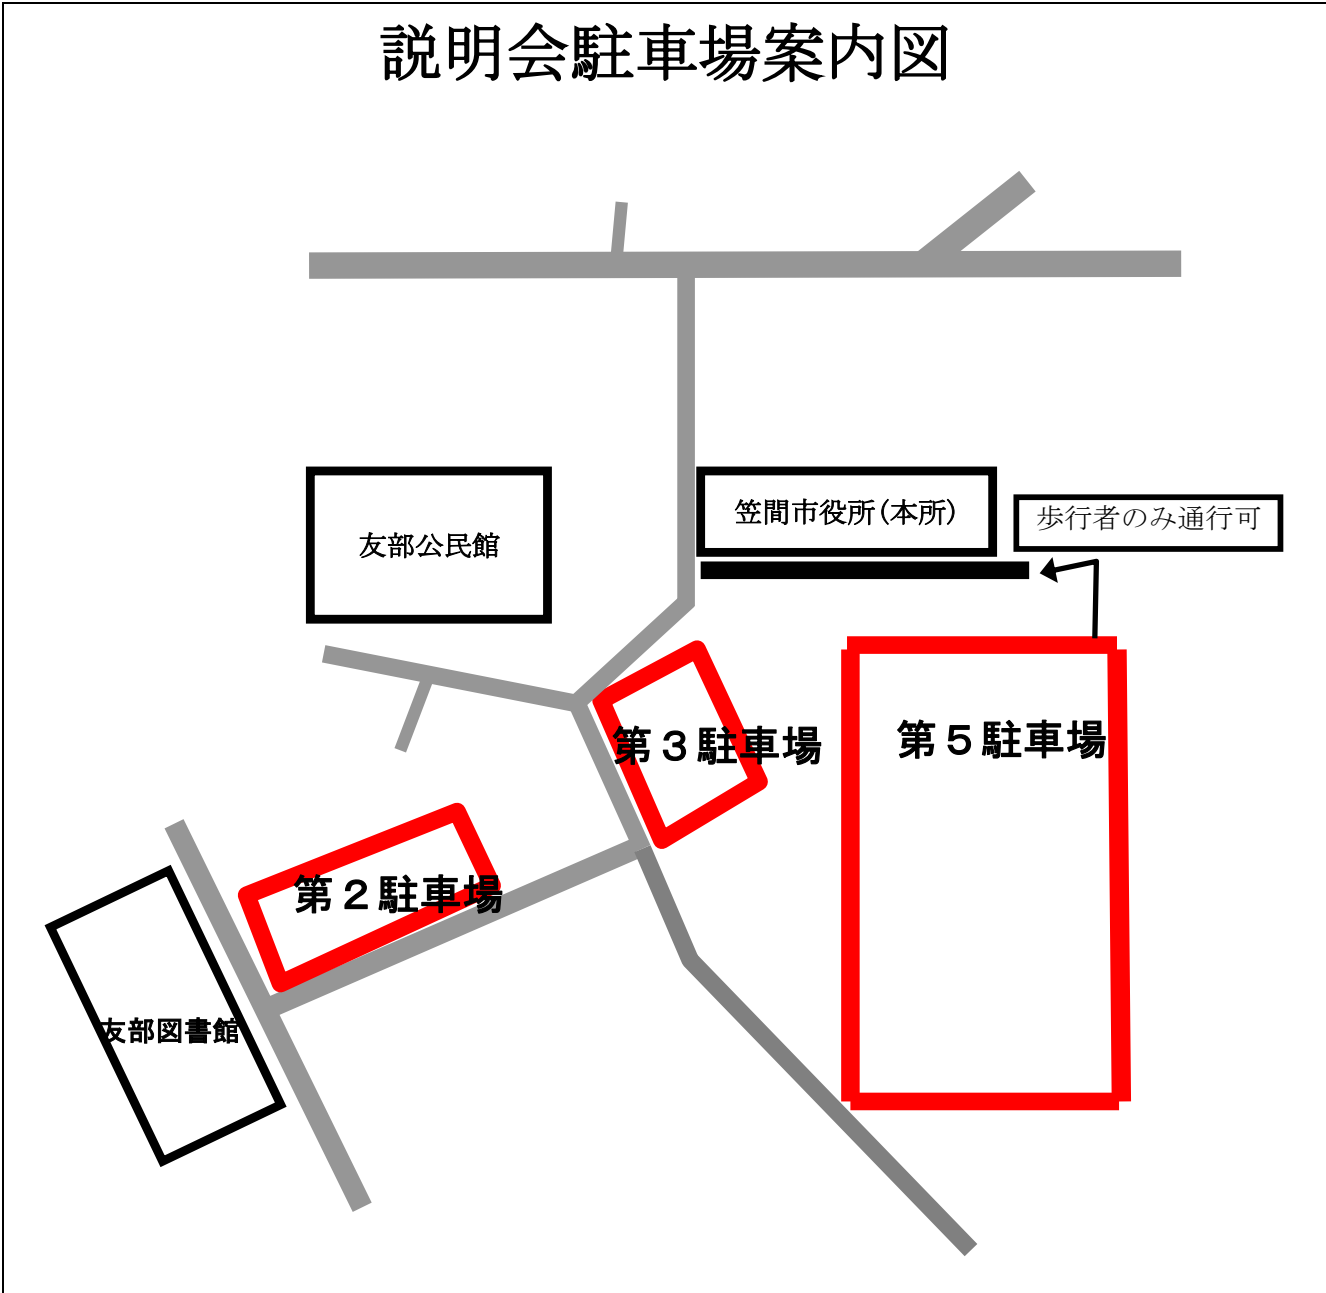 説明会駐車場案内図
笠間市役所(本所)
歩行者のみ通行可
友部公民館
第３駐車場
第５駐車場
第２駐車場
友部図書館